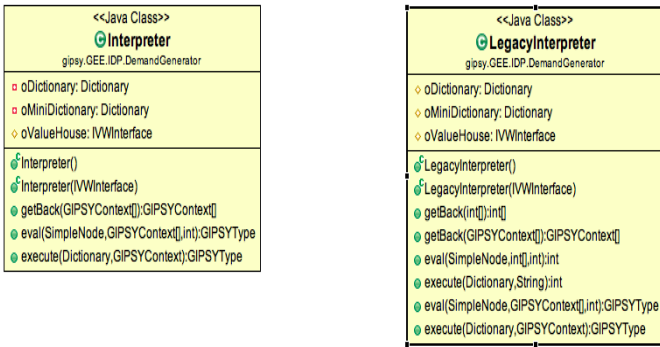 <<Java Class>>
Interpreter
gipsy.GEE.IDP.DemandGenerator
oDictionary: Dictionary
oMiniDictionary: Dictionary
oValueHouse: IVWInterface
Interpreter()
Interpreter(IVWInterface)
getBack(GIPSYContext[]):GIPSYContext[]
eval(SimpleNode,GIPSYContext[],int):GIPSYType
execute(Dictionary,GIPSYContext):GIPSYType
<<Java Class>>
LegacyInterpreter
gipsy.GEE.IDP.DemandGenerator
oDictionary: Dictionary
oMiniDictionary: Dictionary
oValueHouse: IVWInterface
LegacyInterpreter()
LegacyInterpreter(IVWInterface)
getBack(int[]):int[]
getBack(GIPSYContext[]):GIPSYContext[]
eval(SimpleNode,int[],int):int
execute(Dictionary,String):int
eval(SimpleNode,GIPSYContext[],int):GIPSYType
execute(Dictionary,GIPSYContext):GIPSYType